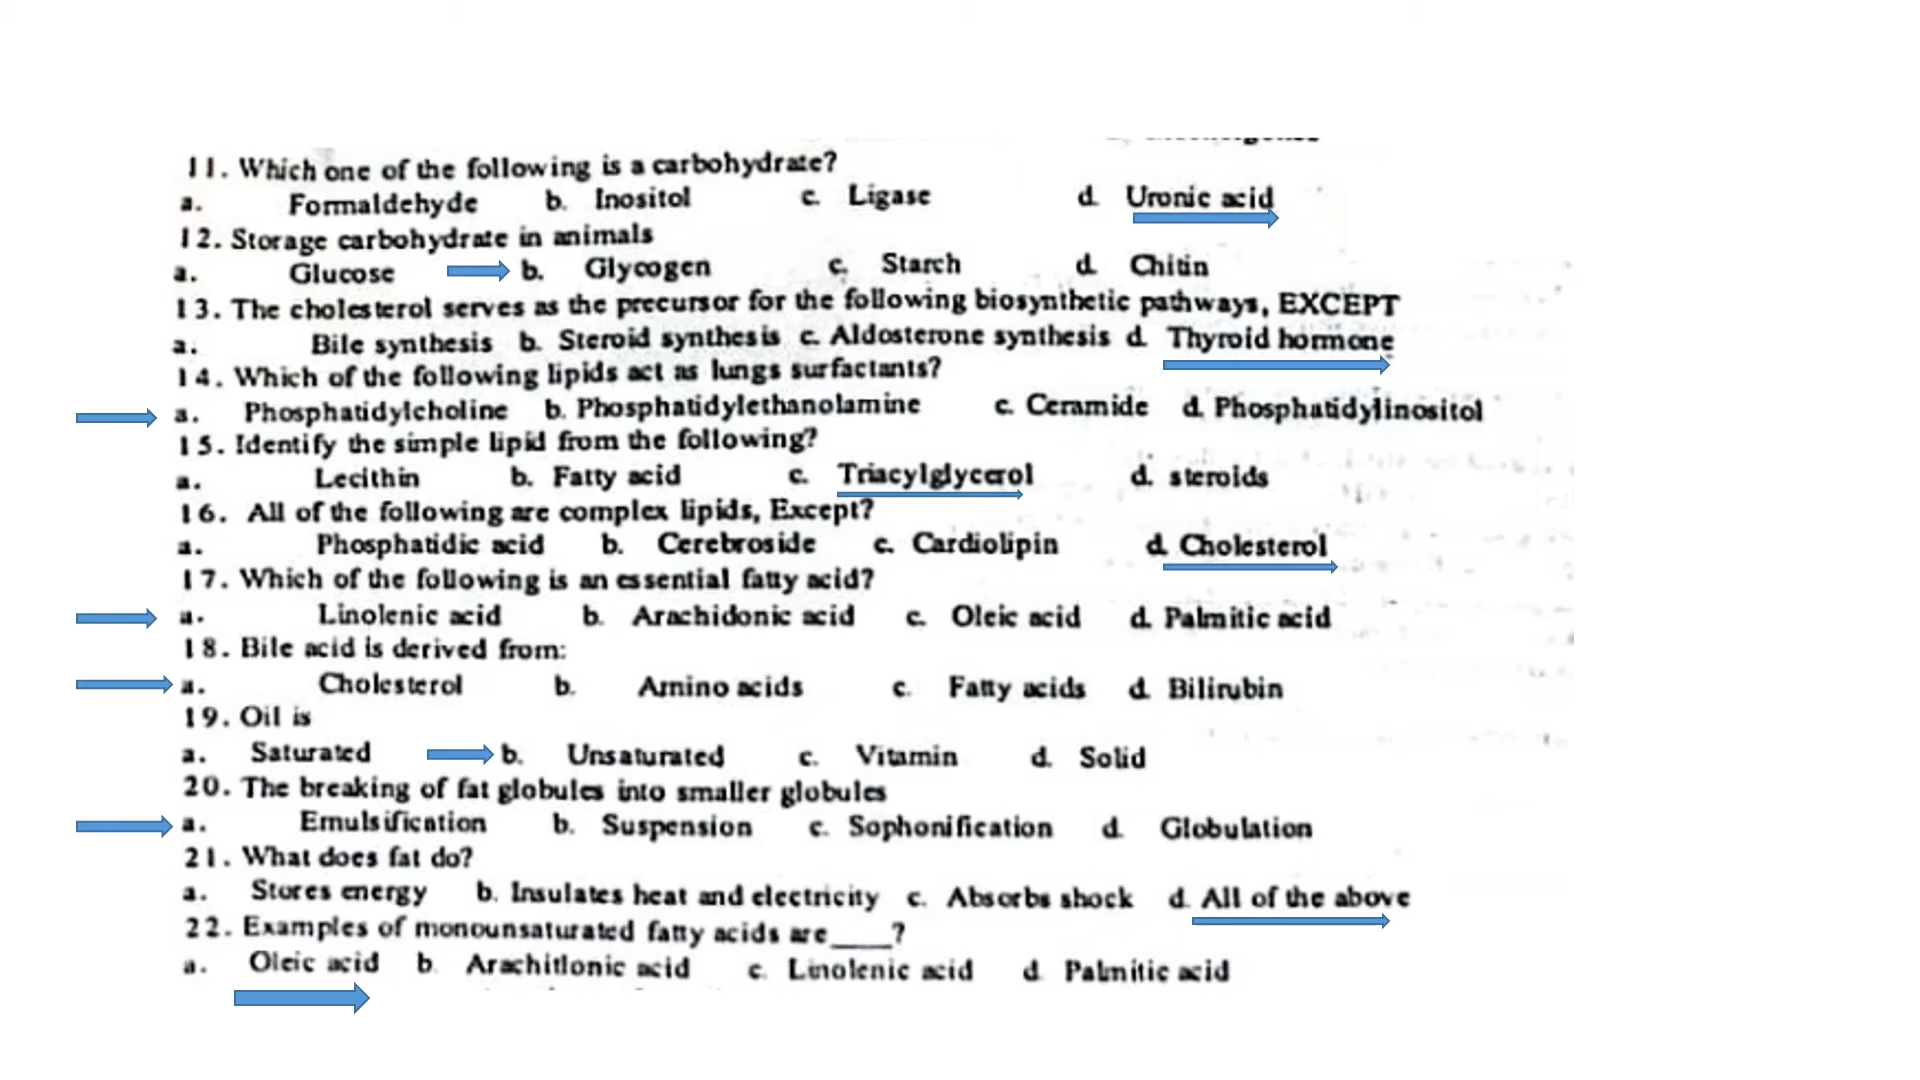 11. Which one of the following is a carbohydrate?
a. Formaldehyde b. Inositol c. Ligase d. Uronic acid
12. Storage carbohydrate in animals
a. Glucose b. Glycogen c. Starch d. Chitin
13. The cholesterol serves as the precursor for the following biosynthetic pathways, EXCEPT
a. Bile synthesis b. Steroid synthesis c. Aldosterone synthesis d. Thyroid hormone
14. Which of the following lipids act as lungs surfactants?
a. Phosphatidylcholine b. Phosphatidylethanolamine c. Ceramide d. Phosphatidylinositol
15. Identify the simple lipid from the following?
a. Lecithin b. Fatty acid c. Triacylglycerol d. steroids
16. All of the following are complex lipids, Except?
a. Phosphatidic acid b. Cerebroside c. Cardiolipin d. Cholesterol
17. Which of the following is an essential fatty acid?
a. Linolenic acid b. Arachidonic acid c. Oleic acid d. Palmitic acid
18. Bile acid is derived from:
a. Cholesterol b. Amino acids c. Fatty acids d. Bilirubin
19. Oil is
a. Saturated b. Unsaturated c. Vitamin d. Solid
20. The breaking of fat globules into smaller globules
a. Emulsification b. Suspension c. Sophonification d. Globulation
21. What does fat do?
a. Stores energy b. Insulates heat and electricity c. Absorbs shock d. All of the above
22. Examples of monounsaturated fatty acids are____?
a. Oleic acid b. Arachitlonic acid c. Linolenic acid d. Palmitic acid